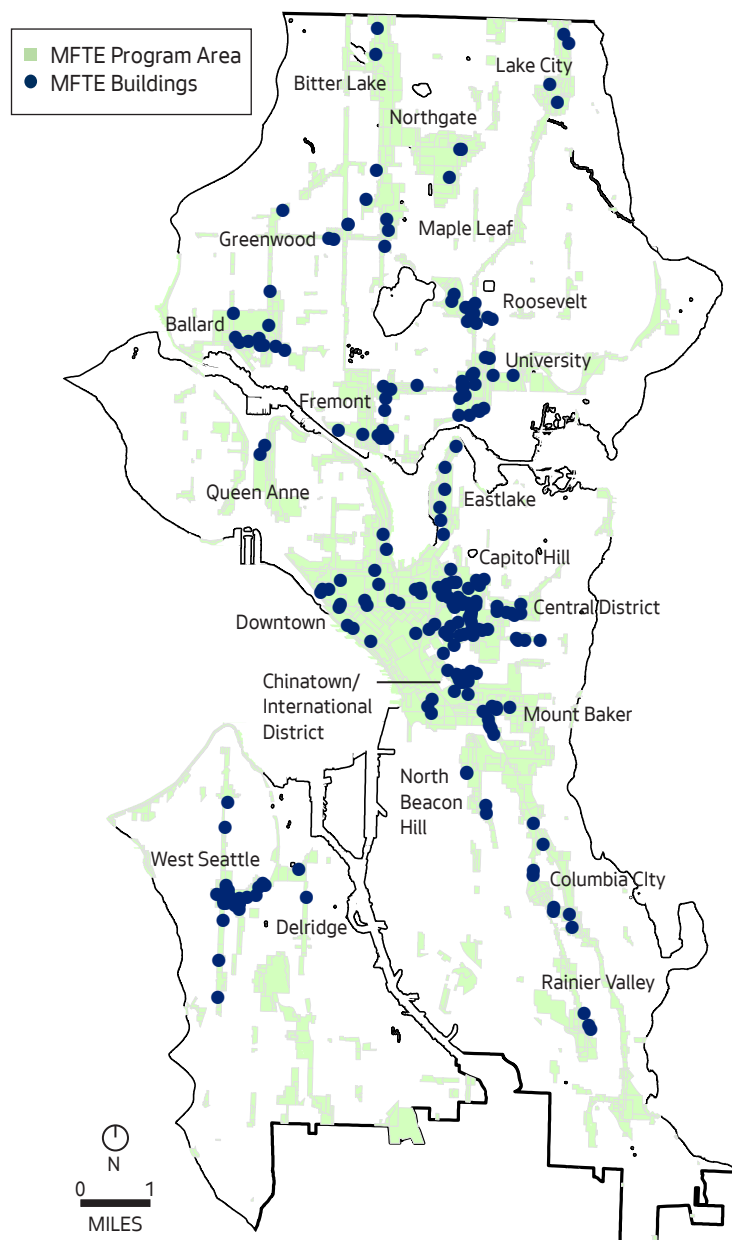 MFTE Program Area
MFTE Buildings
Bitter Lake
Lake City
Northgate
Greenwood
Maple Leaf
Roosevelt
Ballard
University
Fremont
Queen Anne
Eastlake
Capitol Hill
Central District
Downtown
Chinatown/
International
District
Mount Baker
North
Beacon
Hill
West Seattle
Columbia CIty
Delridge
Rainier Valley
N
0 1
MILES